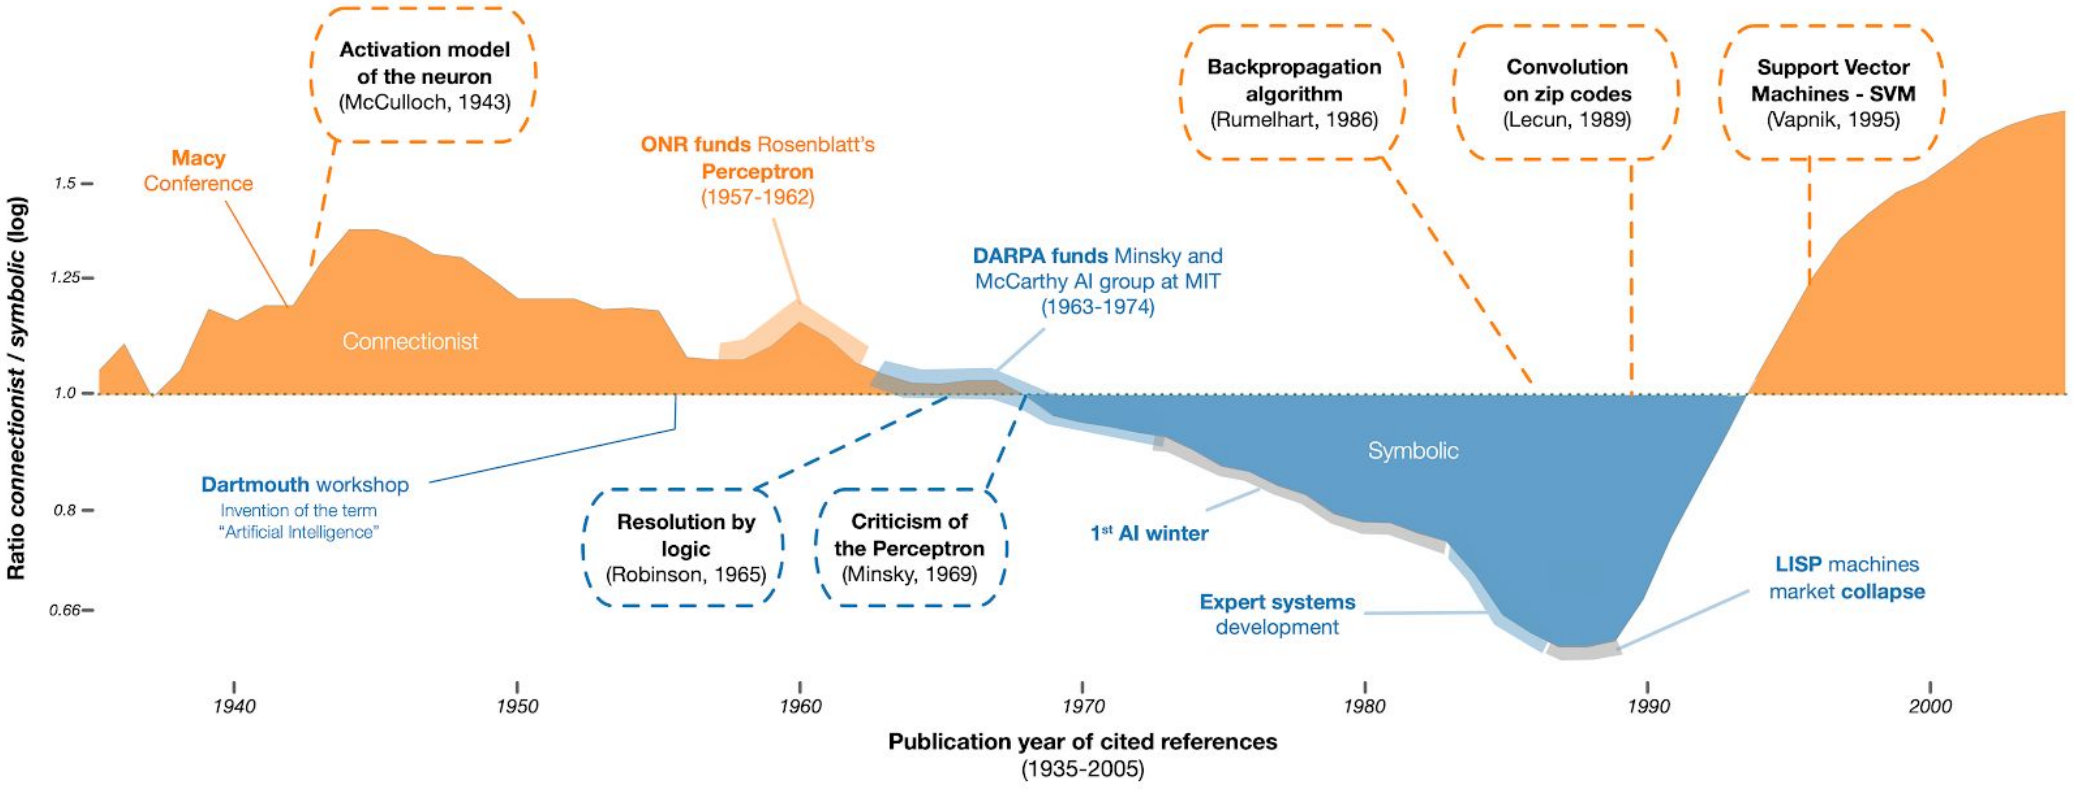 Activation model
of the neuron
(McCulloch, 1943)
Macy
Conference
ONR funds Rosenblatt's
Perceptron
(1957-1962)
DARPA funds Minsky and
McCarthy AI group at MIT
(1963-1974)
Backpropagation
algorithm
(Rumelhart, 1986)
Convolution
on zip codes
(Lecun, 1989)
Support Vector
Machines - SVM
(Vapnik, 1995)
Ratio connectionist / symbolic (log)
1.5
1.25
1.0
0.8
0.66
Connectionist
Symbolic
Dartmouth workshop
Invention of the term
“Artificial Intelligence”
Resolution by
logic
(Robinson, 1965)
Criticism of
the Perceptron
(Minsky, 1969)
1st AI winter
Expert systems
development
LISP machines
market collapse
1940
1950
1960
1970
1980
1990
2000
Publication year of cited references
(1935-2005)